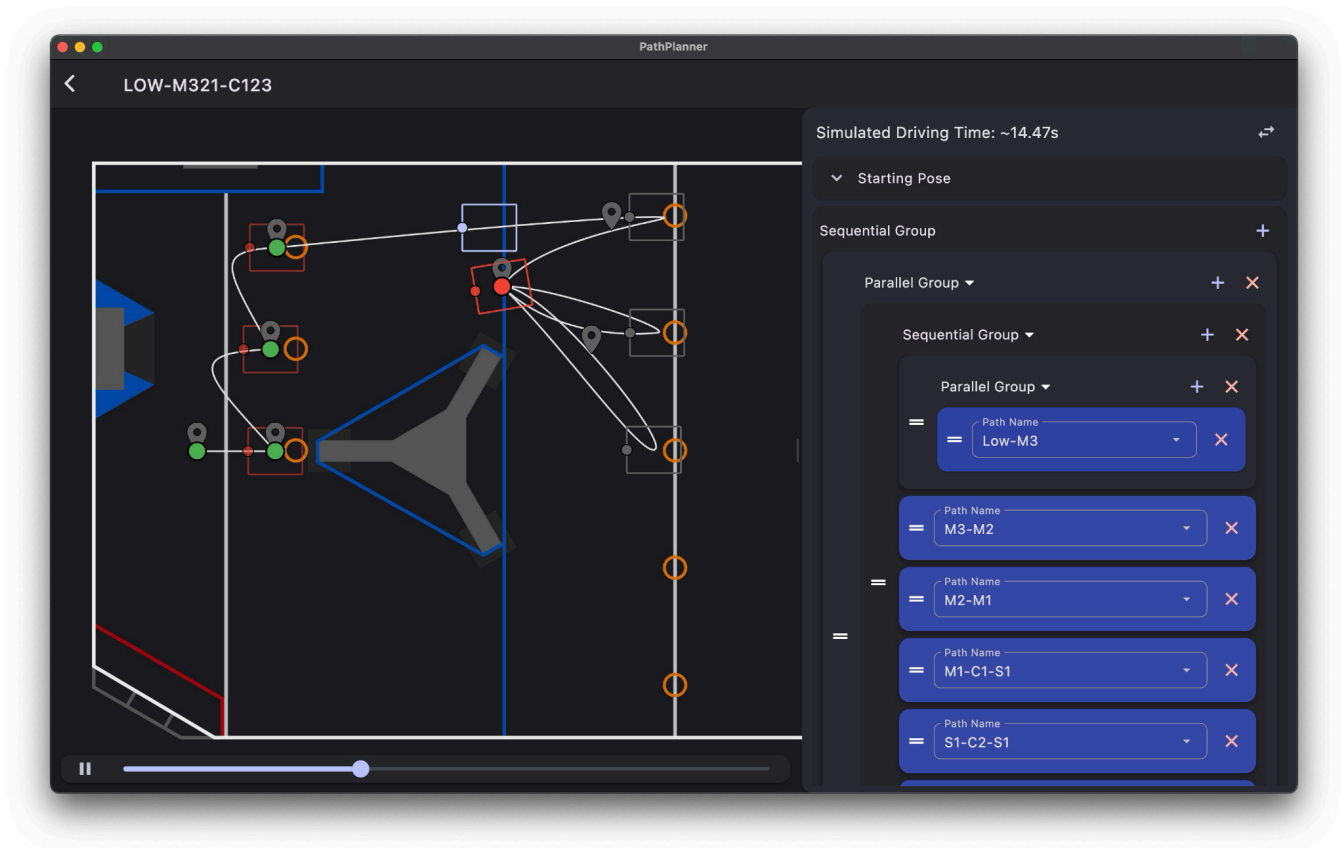 PathPlanner
LOW-M321-C123
Simulated Driving Time: ~14.47s
Starting Pose
Sequential Group
Parallel Group
Sequential Group
Parallel Group
Path Name
Low-M3
Path Name
M3-M2
Path Name
M2-M1
Path Name
M1-C1-S1
Path Name
S1-C2-S1